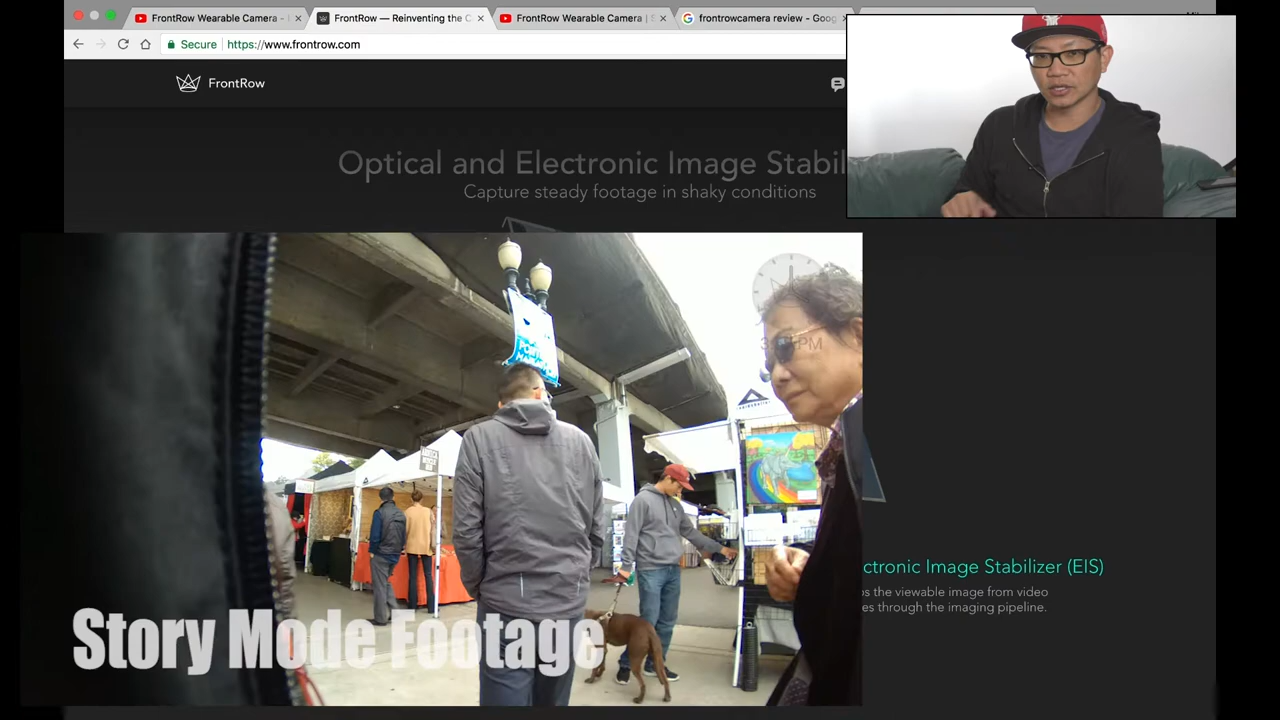 FrontRow Wearable Camera -
FrontRow — Reinventing the C
FrontRow Wearable Camera | S
frontrowcamera review - Goog
Secure
https://www.frontrow.com
FrontRow
Optical and Electronic Image Stabil
Capture steady footage in shaky conditions
PM
ctronic Image Stabilizer (EIS)
ps the viewable image from video
es through the imaging pipeline.
Story Mode Footage